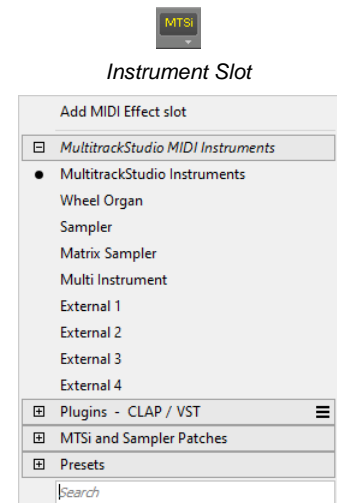 MTSi
Instrument Slot
Add MIDI Effect slot
MultitrackStudio MIDI Instruments
MultitrackStudio Instruments
Wheel Organ
Sampler
Matrix Sampler
Multi Instrument
External 1
External 2
External 3
External 4
Plugins - CLAP / VST
MTSi and Sampler Patches
Presets
Search